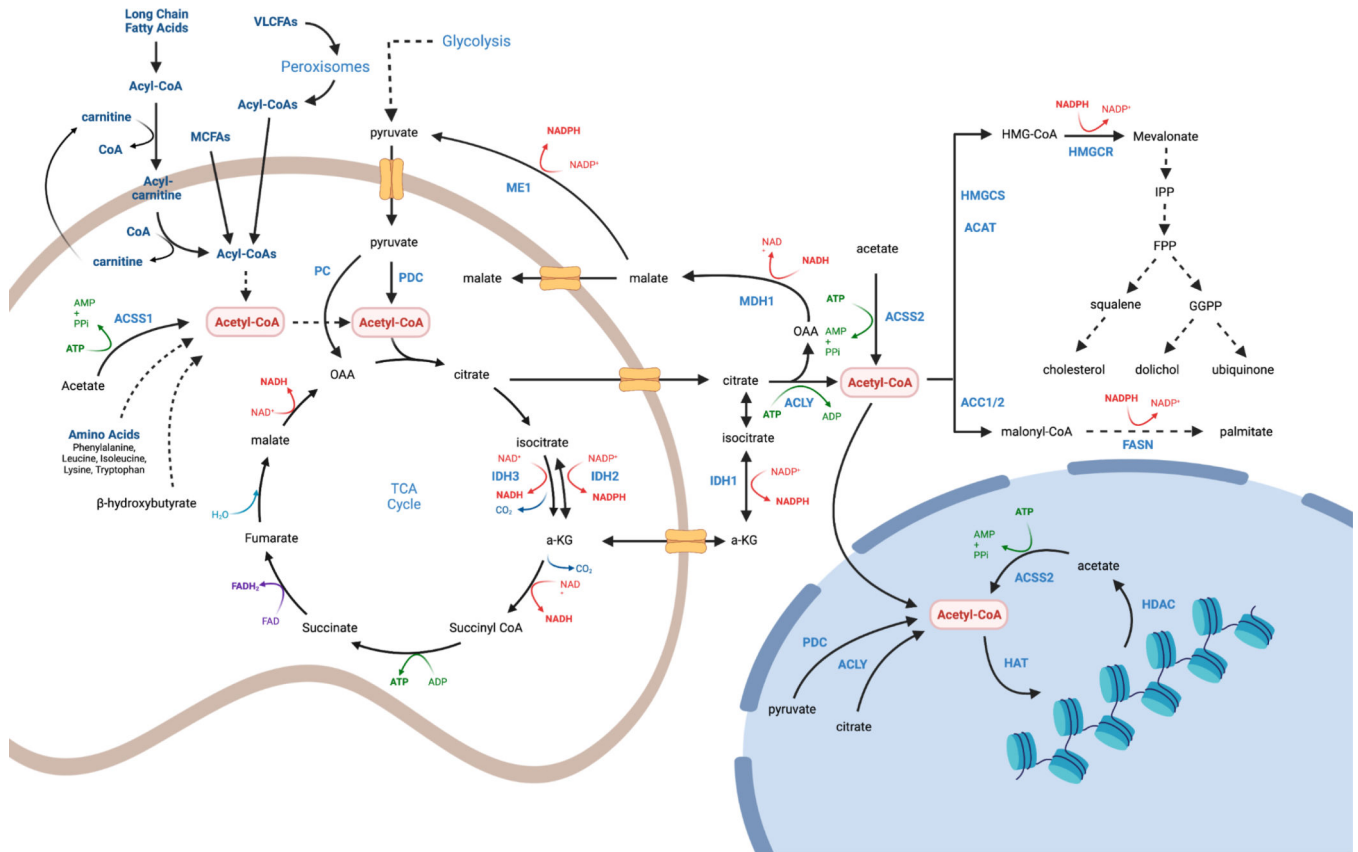 Long Chain
Fatty Acids
VLCFAs
Glycolysis
Peroxisomes
Acyl-CoA
Acyl-CoAs
carnitine
CoA
MCFAs
pyruvate
NADPH
NADP⁺
ME1
Acyl-
carnitine
CoA
carnitine
Acyl-CoAs
pyruvate
PC
PDC
malate
malate
NAD
+
NADH
MDH1
acetate
ATP
AMP
+
PPi
ACSS2
OAA
AMP
+
PPi
ATP
ACSS1
Acetate
Acetyl-CoA
Acetyl-CoA
OAA
citrate
citrate
ATP
ACLY
ADP
Acetyl-CoA
NADH
NAD⁺
malate
Amino Acids
Phenylalanine,
Leucine, Isoleucine,
Lysine, Tryptophan
β-hydroxybutyrate
H₂O
Fumarate
FADH₂
FAD
Succinate
TCA
Cycle
isocitrate
NAD⁺
IDH3
NADH
CO₂
NADP⁺
IDH2
NADPH
a-KG
CO₂
NAD
+
NADH
Succinyl CoA
ATP
ADP
isocitrate
IDH1
NADP⁺
NADPH
a-KG
HMG-CoA
NADPH
NADP⁺
HMGCR
Mevalonate
HMGCS
ACAT
IPP
FPP
squalene
GGPP
cholesterol
dolichol
ubiquinone
ACC1/2
malonyl-CoA
NADPH
NADP⁺
FASN
palmitate
AMP
+
PPi
ATP
ACSS2
acetate
Acetyl-CoA
HDAC
PDC
ACLY
HAT
pyruvate
citrate